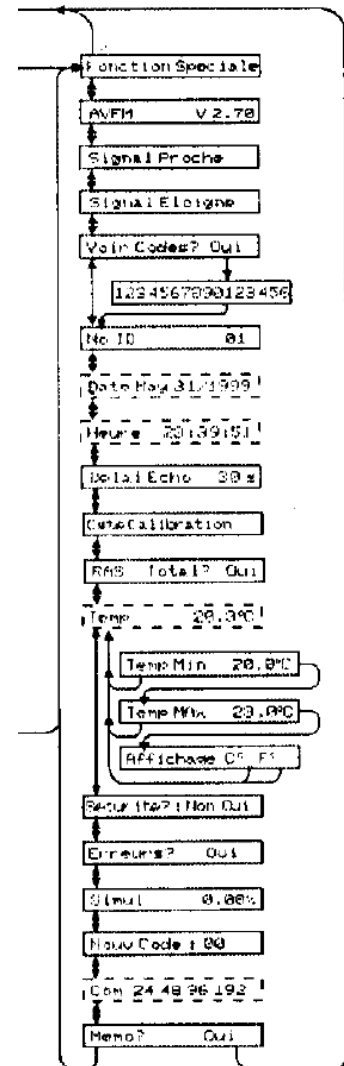 Fonction Speciale
AVFM V 2.70
Signal Proche
Signal Eloigne
Voir Codes? Oui
1234567890123456
No ID 01
Date May 31/1999
Heure 23:39:51
Delai Echo 30 s
Calibration
RAS Total? Oui
Temp 20.0°C
Temp Min 20.0°C
Temp Max 23.0°C
Affichage C° F°
Securite?: Non Oui
Erreurs? Oui
Simul 0.00%
Nouv Code : 00
Com 24 48 96 192
Memo? Oui